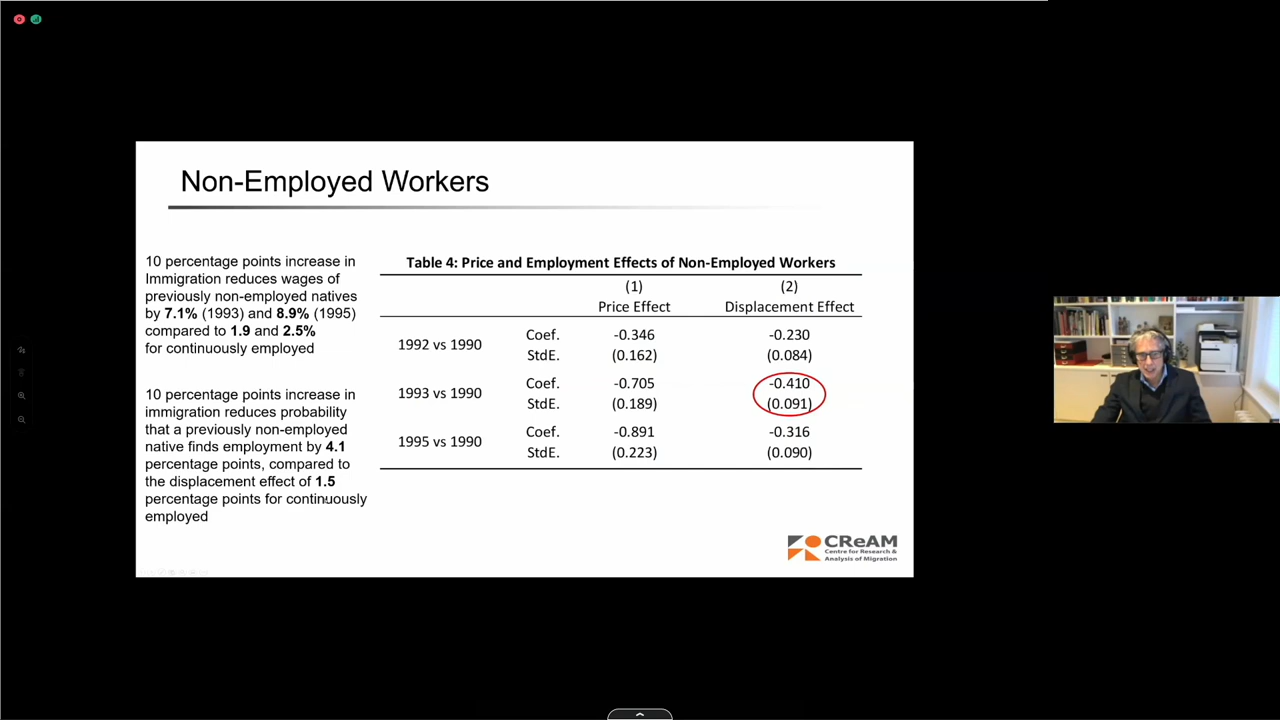 Non-Employed Workers
10 percentage points increase in
Immigration reduces wages of
previously non-employed natives
by 7.1% (1993) and 8.9% (1995)
compared to 1.9 and 2.5%
for continuously employed
10 percentage points increase in
immigration reduces probability
that a previously non-employed
native finds employment by 4.1
percentage points, compared to
the displacement effect of 1.5
percentage points for continuously
employed
Table 4: Price and Employment Effects of Non-Employed Workers
(1) (2)
Price Effect Displacement Effect
1992 vs 1990 Coef. -0.346 -0.230
StdE. (0.162) (0.084)
1993 vs 1990 Coef. -0.705 -0.410
StdE. (0.189) (0.091)
1995 vs 1990 Coef. -0.891 -0.316
StdE. (0.223) (0.090)
CReAM
Centre for Research &
Analysis of Migration